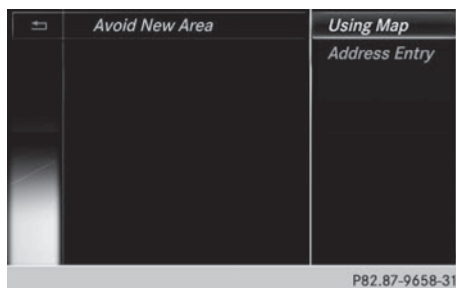 Avoid New Area
Using Map
Address Entry
P82.87-9658-31